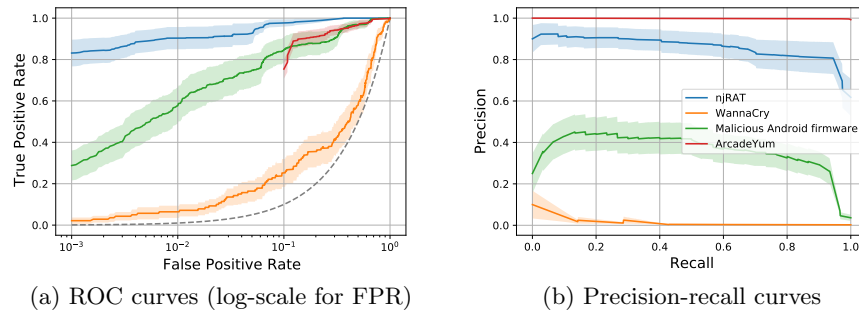 True Positive Rate
1.0
0.8
0.6
0.4
0.2
0.0
10⁻³
10⁻²
10⁻¹
10⁰
False Positive Rate
(a) ROC curves (log-scale for FPR)
Precision
1.0
0.8
0.6
0.4
0.2
0.0
njRAT
WannaCry
Malicious Android firmware
ArcadeYum
0.0
0.2
0.4
0.6
0.8
1.0
Recall
(b) Precision-recall curves